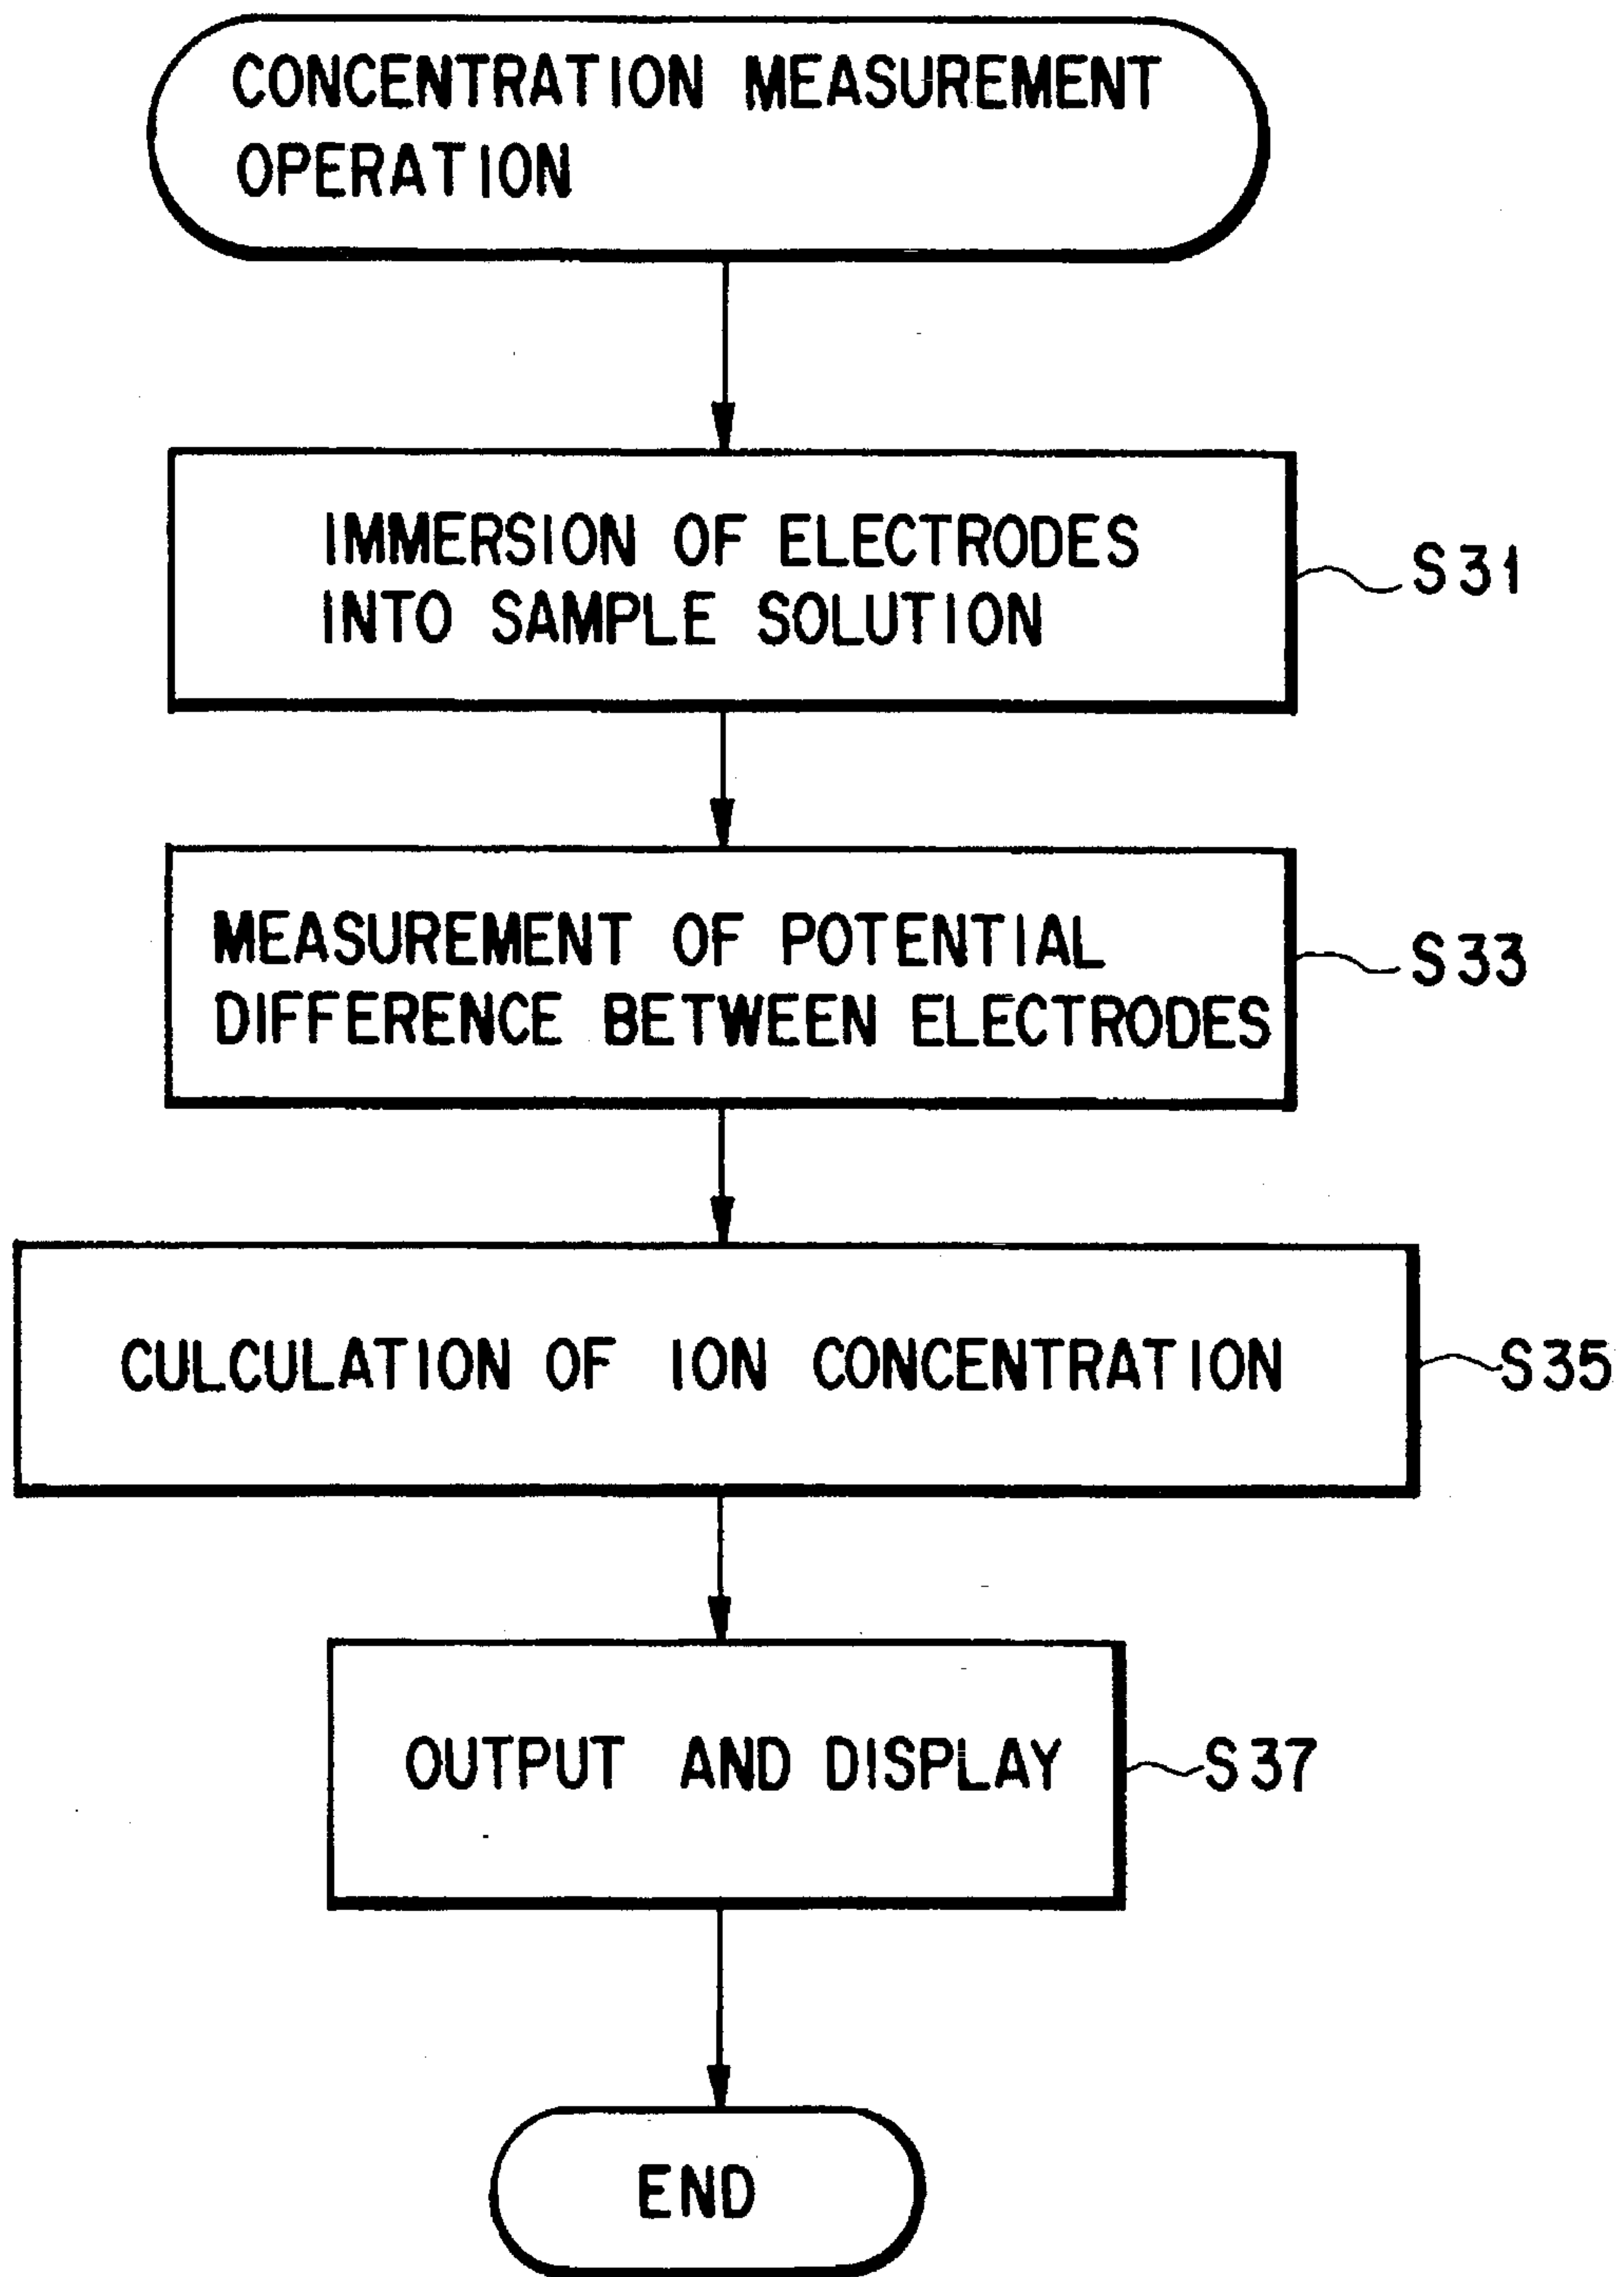 CONCENTRATION MEASUREMENT
OPERATION
IMMERSION OF ELECTRODES
INTO SAMPLE SOLUTION
S31
MEASUREMENT OF POTENTIAL
DIFFERENCE BETWEEN ELECTRODES
S33
CULCULATION OF ION CONCENTRATION
S35
OUTPUT AND DISPLAY
S37
END